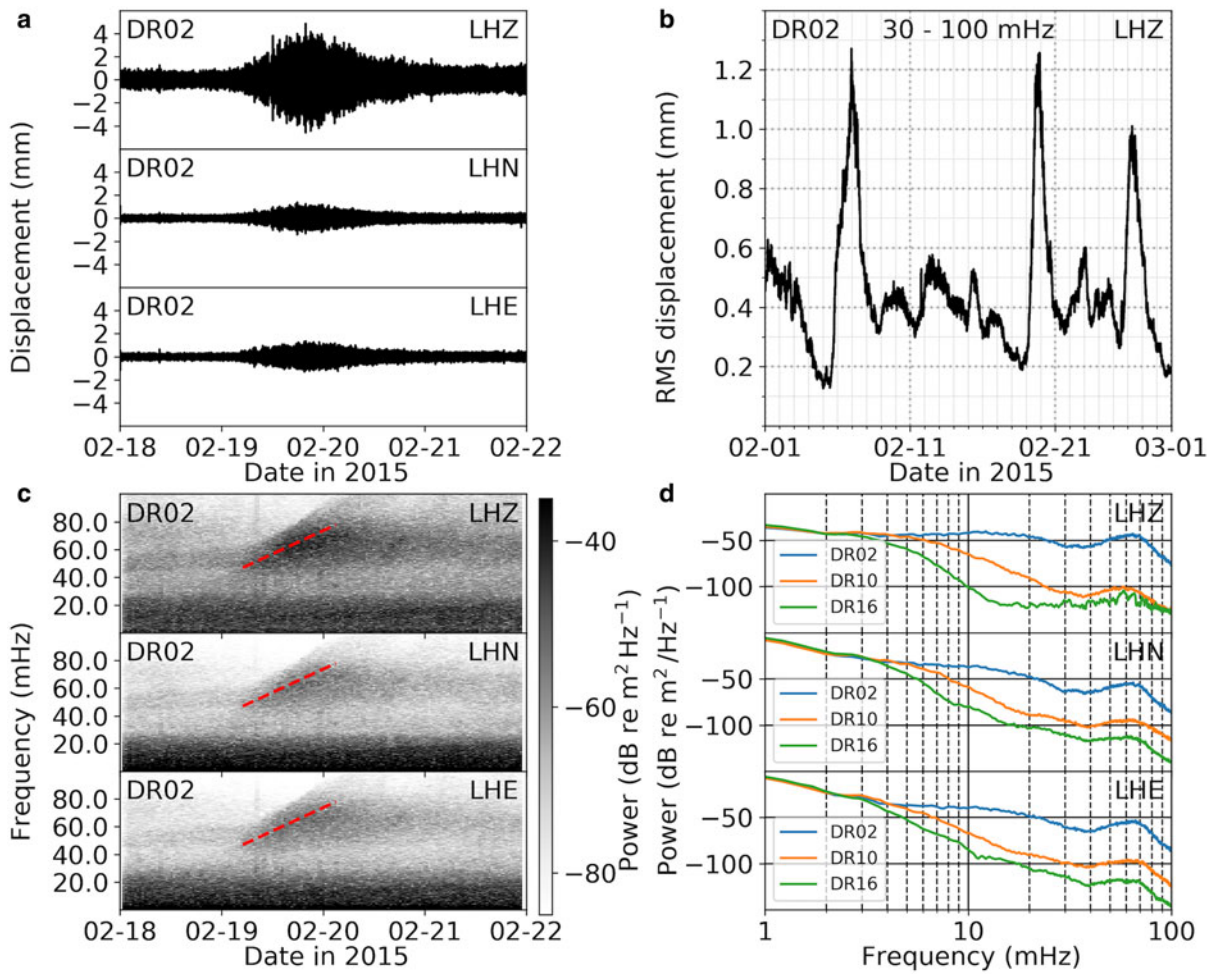 a
DR02 LHZ
4
2
0
−2
−4
DR02 LHN
4
2
0
−2
−4
DR02 LHE
4
2
0
−2
−4
Displacement (mm)
02-18 02-19 02-20 02-21 02-22
Date in 2015
b
DR02 30 - 100 mHz LHZ
1.2
1.0
0.8
0.6
0.4
0.2
RMS displacement (mm)
02-01 02-11 02-21 03-01
Date in 2015
c
DR02 LHZ
80.0
60.0
40.0
20.0
DR02 LHN
80.0
60.0
40.0
20.0
DR02 LHE
80.0
60.0
40.0
20.0
Frequency (mHz)
02-18 02-19 02-20 02-21 02-22
Date in 2015
−40
−60
−80
Power (dB re m² Hz⁻¹)
d
LHZ
−50
−100
DR02
DR10
DR16
LHN
−50
−100
DR02
DR10
DR16
LHE
−50
−100
DR02
DR10
DR16
Power (dB re m²/Hz⁻¹)
1 10 100
Frequency (mHz)